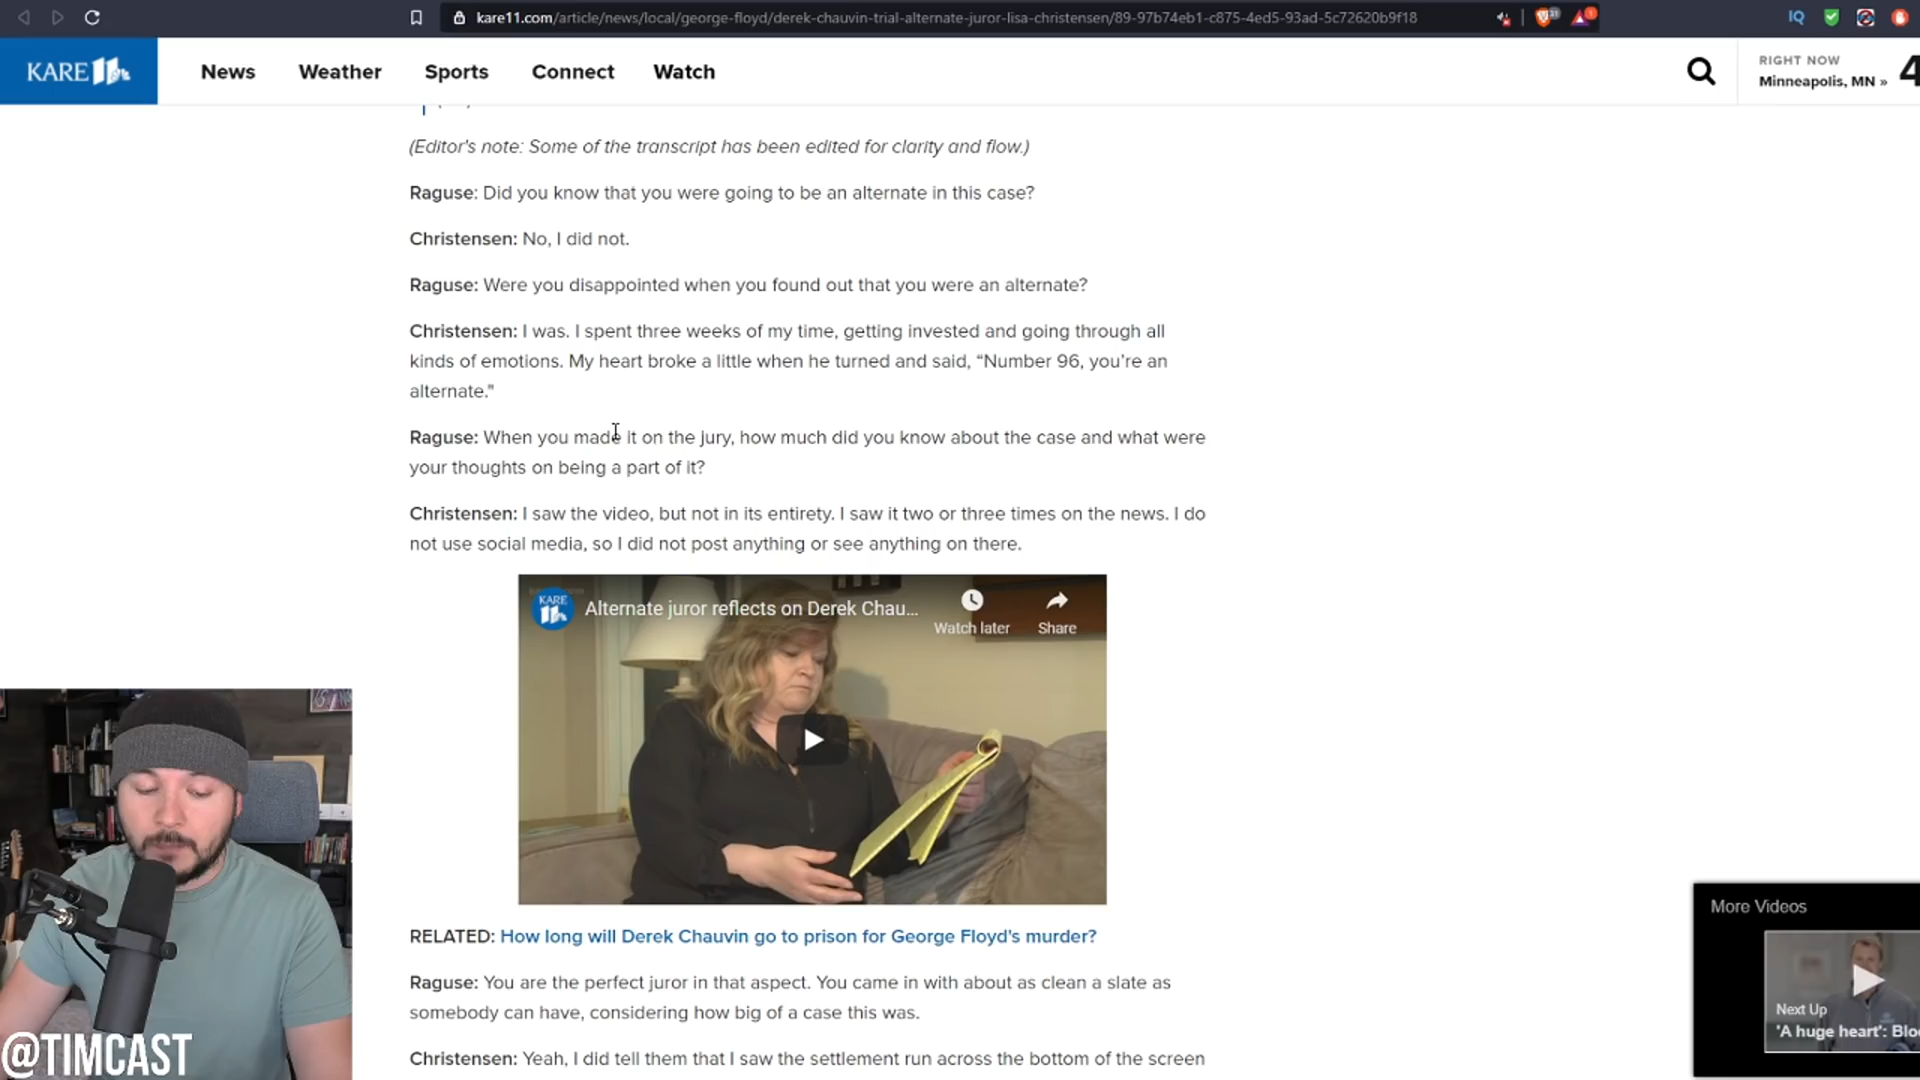 kare11.com/article/news/local/george-floyd/derek-chauvin-trial-alternate-juror-lisa-christensen/89-97b74eb1-c875-4ed5-93ad-5c72620b9f18
IQ
KARE 11
News
Weather
Sports
Connect
Watch
RIGHT NOW
Minneapolis, MN »
4
(Editor's note: Some of the transcript has been edited for clarity and flow.)
Raguse: Did you know that you were going to be an alternate in this case?
Christensen: No, I did not.
Raguse: Were you disappointed when you found out that you were an alternate?
Christensen: I was. I spent three weeks of my time, getting invested and going through all
kinds of emotions. My heart broke a little when he turned and said, “Number 96, you’re an
alternate."
Raguse: When you made it on the jury, how much did you know about the case and what were
your thoughts on being a part of it?
Christensen: I saw the video, but not in its entirety. I saw it two or three times on the news. I do
not use social media, so I did not post anything or see anything on there.
KARE 11
Alternate juror reflects on Derek Chau...
Watch later
Share
RELATED: How long will Derek Chauvin go to prison for George Floyd's murder?
Raguse: You are the perfect juror in that aspect. You came in with about as clean a slate as
somebody can have, considering how big of a case this was.
Christensen: Yeah, I did tell them that I saw the settlement run across the bottom of the screen
More Videos
Next Up
'A huge heart': Blo
@TIMCAST